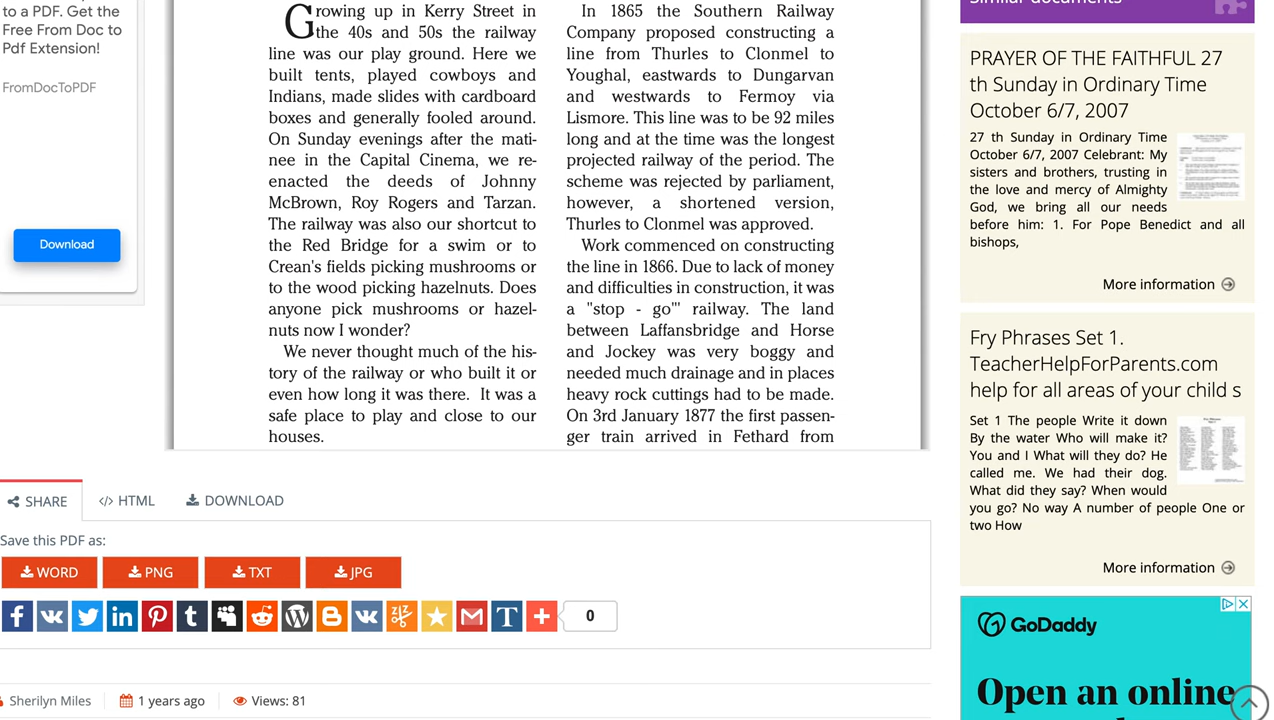 to a PDF. Get the
Free From Doc to
Pdf Extension!
FromDocToPDF
Download
Growing up in Kerry Street in
the 40s and 50s the railway
line was our play ground. Here we
built tents, played cowboys and
Indians, made slides with cardboard
boxes and generally fooled around.
On Sunday evenings after the mati-
nee in the Capital Cinema, we re-
enacted the deeds of Johnny
McBrown, Roy Rogers and Tarzan.
The railway was also our shortcut to
the Red Bridge for a swim or to
Crean's fields picking mushrooms or
to the wood picking hazelnuts. Does
anyone pick mushrooms or hazel-
nuts now I wonder?
We never thought much of the his-
tory of the railway or who built it or
even how long it was there. It was a
safe place to play and close to our
houses.
In 1865 the Southern Railway
Company proposed constructing a
line from Thurles to Clonmel to
Youghal, eastwards to Dungarvan
and westwards to Fermoy via
Lismore. This line was to be 92 miles
long and at the time was the longest
projected railway of the period. The
scheme was rejected by parliament,
however, a shortened version,
Thurles to Clonmel was approved.
Work commenced on constructing
the line in 1866. Due to lack of money
and difficulties in construction, it was
a "stop - go"' railway. The land
between Laffansbridge and Horse
and Jockey was very boggy and
needed much drainage and in places
heavy rock cuttings had to be made.
On 3rd January 1877 the first passen-
ger train arrived in Fethard from
SHARE
HTML
DOWNLOAD
Save this PDF as:
WORD
PNG
TXT
JPG
0
Sherilyn Miles
1 years ago
Views: 81
Similar documents
PRAYER OF THE FAITHFUL 27
th Sunday in Ordinary Time
October 6/7, 2007
27 th Sunday in Ordinary Time
October 6/7, 2007 Celebrant: My
sisters and brothers, trusting in
the love and mercy of Almighty
God, we bring all our needs
before him: 1. For Pope Benedict and all
bishops,
More information
Fry Phrases Set 1.
TeacherHelpForParents.com
help for all areas of your child s
Set 1 The people Write it down
By the water Who will make it?
You and I What will they do? He
called me. We had their dog.
What did they say? When would
you go? No way A number of people One or
two How
More information
GoDaddy
Open an online